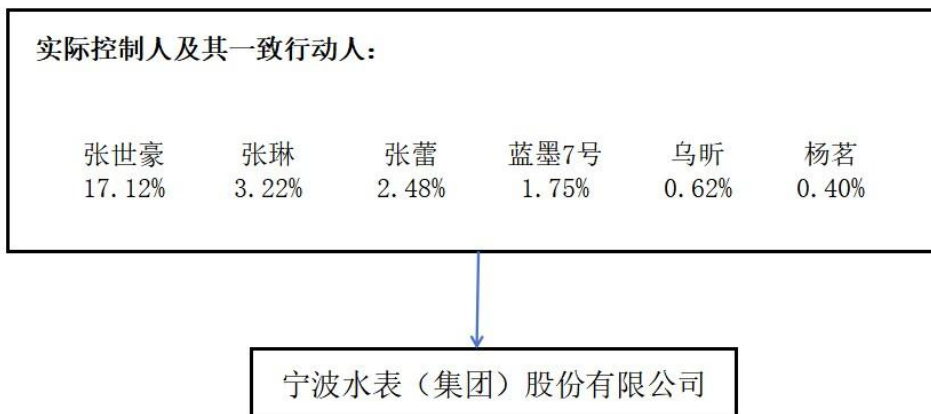 实际控制人及其一致行动人：
张世豪 张琳 张蕾 蓝墨7号 乌昕 杨茗
17.12% 3.22% 2.48% 1.75% 0.62% 0.40%
宁波水表（集团）股份有限公司